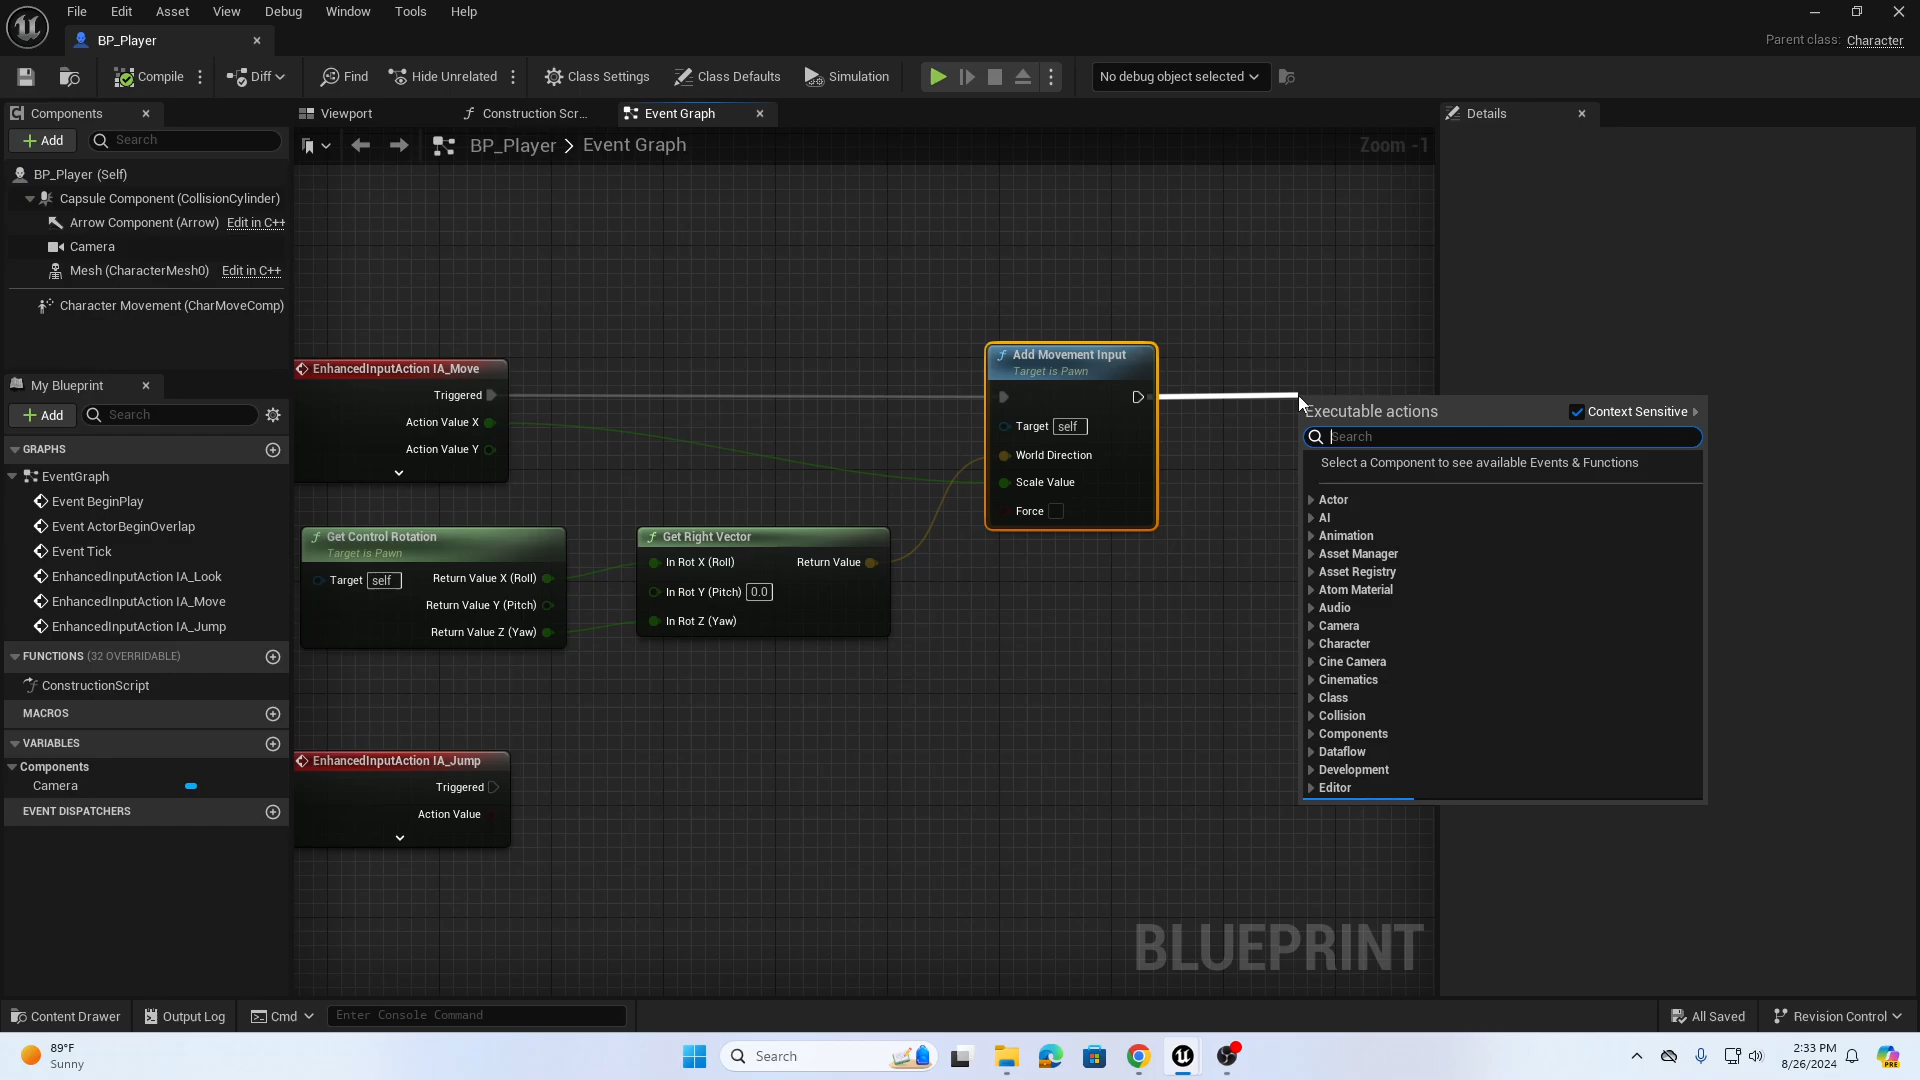 File Edit Asset View Debug Window Tools Help
BP_Player
Parent class: Character
Compile Diff Find Hide Unrelated Class Settings Class Defaults Simulation No debug object selected
Components
Viewport Construction Scr... Event Graph
Details
Add Search
BP_Player > Event Graph
Zoom -1
BP_Player (Self)
Capsule Component (CollisionCylinder)
Arrow Component (Arrow) Edit in C++
Camera
Mesh (CharacterMesh0) Edit in C++
Character Movement (CharMoveComp)
My Blueprint
Add Search
GRAPHS
EventGraph
Event BeginPlay
Event ActorBeginOverlap
Event Tick
EnhancedInputAction IA_Look
EnhancedInputAction IA_Move
EnhancedInputAction IA_Jump
FUNCTIONS (32 OVERRIDABLE)
ConstructionScript
MACROS
VARIABLES
Components
Camera
EVENT DISPATCHERS
EnhancedInputAction IA_Move
Triggered
Action Value X
Action Value Y
Get Control Rotation
Target is Pawn
Target self
Return Value X (Roll)
Return Value Y (Pitch)
Return Value Z (Yaw)
Get Right Vector
In Rot X (Roll) Return Value
In Rot Y (Pitch) 0.0
In Rot Z (Yaw)
Add Movement Input
Target is Pawn
Target self
World Direction
Scale Value
Force
EnhancedInputAction IA_Jump
Triggered
Action Value
Executable actions Context Sensitive
Search
Select a Component to see available Events & Functions
Actor
AI
Animation
Asset Manager
Asset Registry
Atom Material
Audio
Camera
Character
Cine Camera
Cinematics
Class
Collision
Components
Dataflow
Development
Editor
BLUEPRINT
Content Drawer Output Log Cmd Enter Console Command All Saved Revision Control
89°F
Sunny
Search
2:33 PM
8/26/2024
PRE